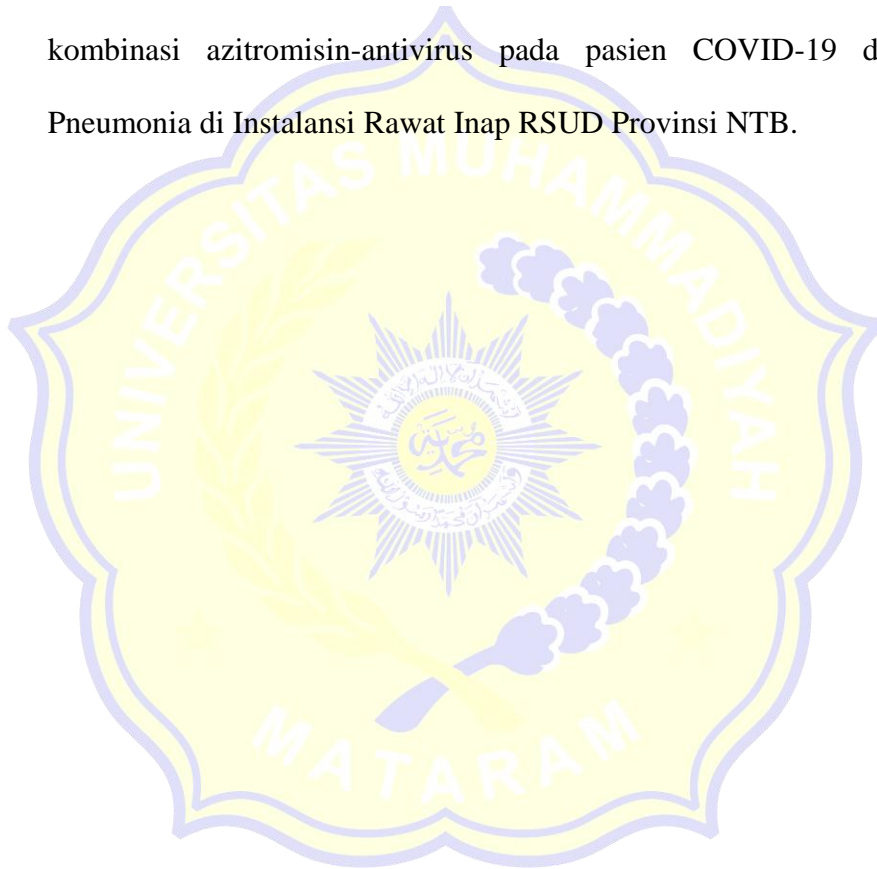 kombinasi azitromisin-antivirus pada pasien COVID-19 d
Pneumonia di Instalansi Rawat Inap RSUD Provinsi NTB.
UNIVERSITAS MUHAMMADIYAH
MATARAM